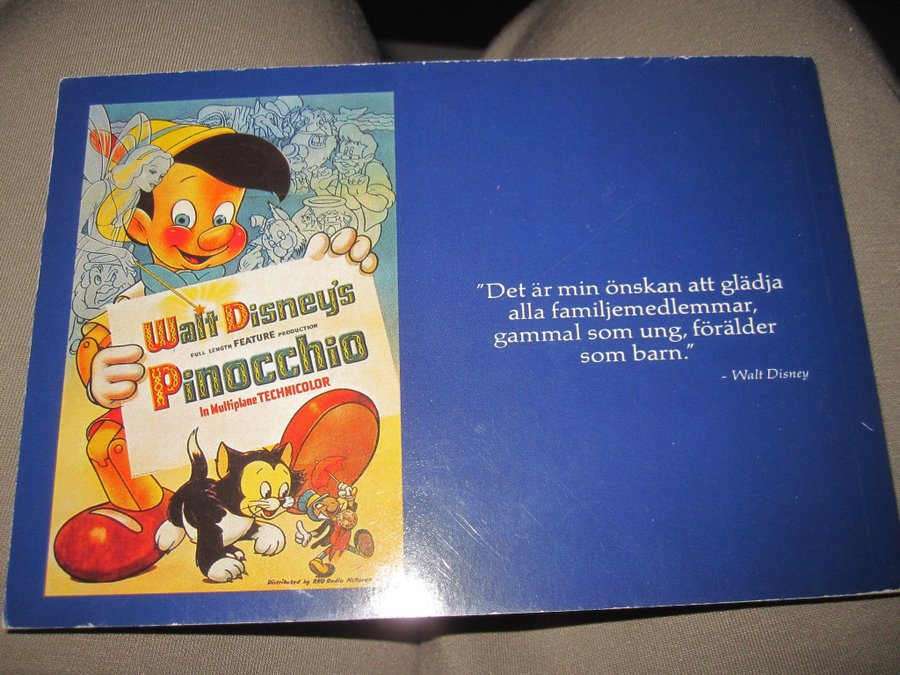 Walt Disney's
FULL LENGTH FEATURE PRODUCTION
Pinocchio
In Multiplane TECHNICOLOR
Distributed by RKO Radio Pictures
"Det är min önskan att glädja
alla familjemedlemmar,
gammal som ung, förälder
som barn."
- Walt Disney